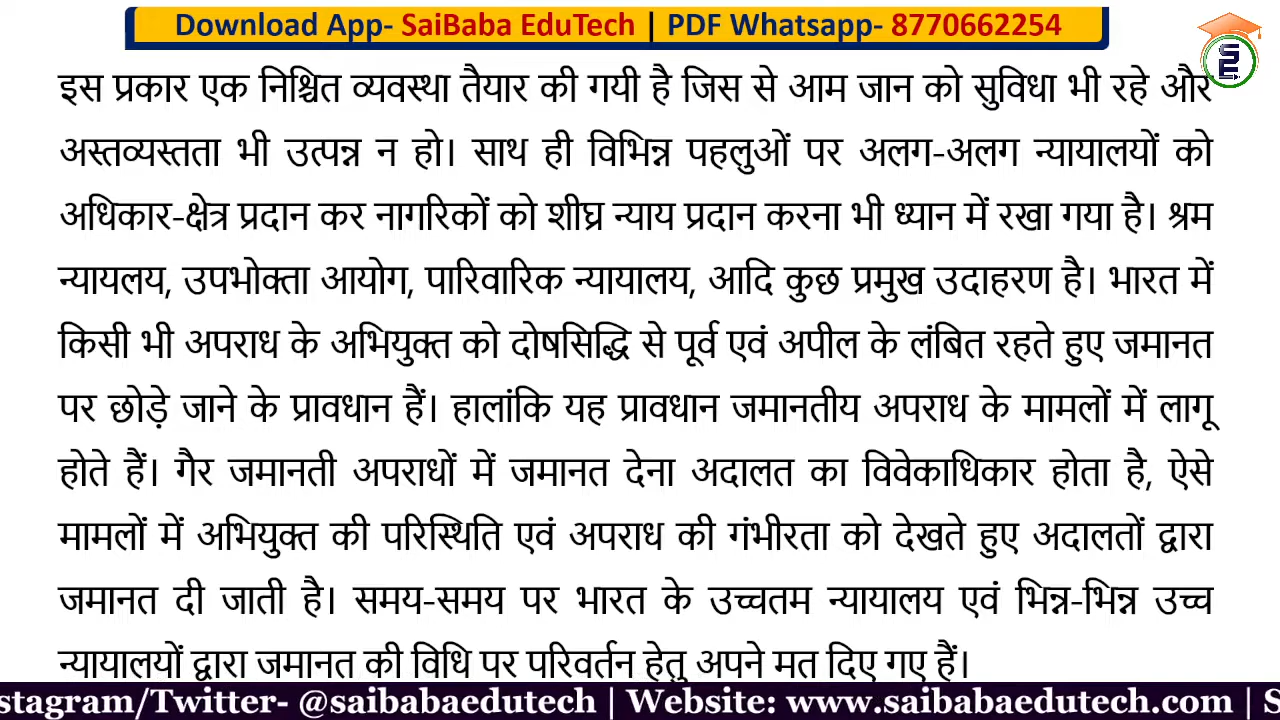 Download App- SaiBaba EduTech | PDF Whatsapp- 8770662254
SE
इस प्रकार एक निश्चित व्यवस्था तैयार की गयी है जिस से आम जान को सुविधा भी रहे और
अस्तव्यस्तता भी उत्पन्न न हो। साथ ही विभिन्न पहलुओं पर अलग-अलग न्यायालयों को
अधिकार-क्षेत्र प्रदान कर नागरिकों को शीघ्र न्याय प्रदान करना भी ध्यान में रखा गया है। श्रम
न्यायलय, उपभोक्ता आयोग, पारिवारिक न्यायालय, आदि कुछ प्रमुख उदाहरण है। भारत में
किसी भी अपराध के अभियुक्त को दोषसिद्धि से पूर्व एवं अपील के लंबित रहते हुए जमानत
पर छोड़े जाने के प्रावधान हैं। हालांकि यह प्रावधान जमानतीय अपराध के मामलों में लागू
होते हैं। गैर जमानती अपराधों में जमानत देना अदालत का विवेकाधिकार होता है, ऐसे
मामलों में अभियुक्त की परिस्थिति एवं अपराध की गंभीरता को देखते हुए अदालतों द्वारा
जमानत दी जाती है। समय-समय पर भारत के उच्चतम न्यायालय एवं भिन्न-भिन्न उच्च
न्यायालयों द्वारा जमानत की विधि पर परिवर्तन हेतु अपने मत दिए गए हैं।
stagram/Twitter- @saibabaedutech | Website: www.saibabaedutech.com | S